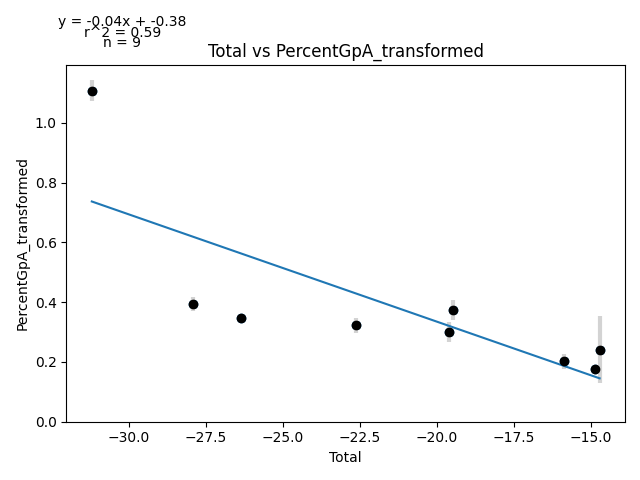 y = -0.04x + -0.38
r^2 = 0.59
n = 9
Total vs PercentGpA_transformed
1.0
0.8
0.6
0.4
0.2
0.0
PercentGpA_transformed
−30.0 −27.5 −25.0 −22.5 −20.0 −17.5 −15.0
Total